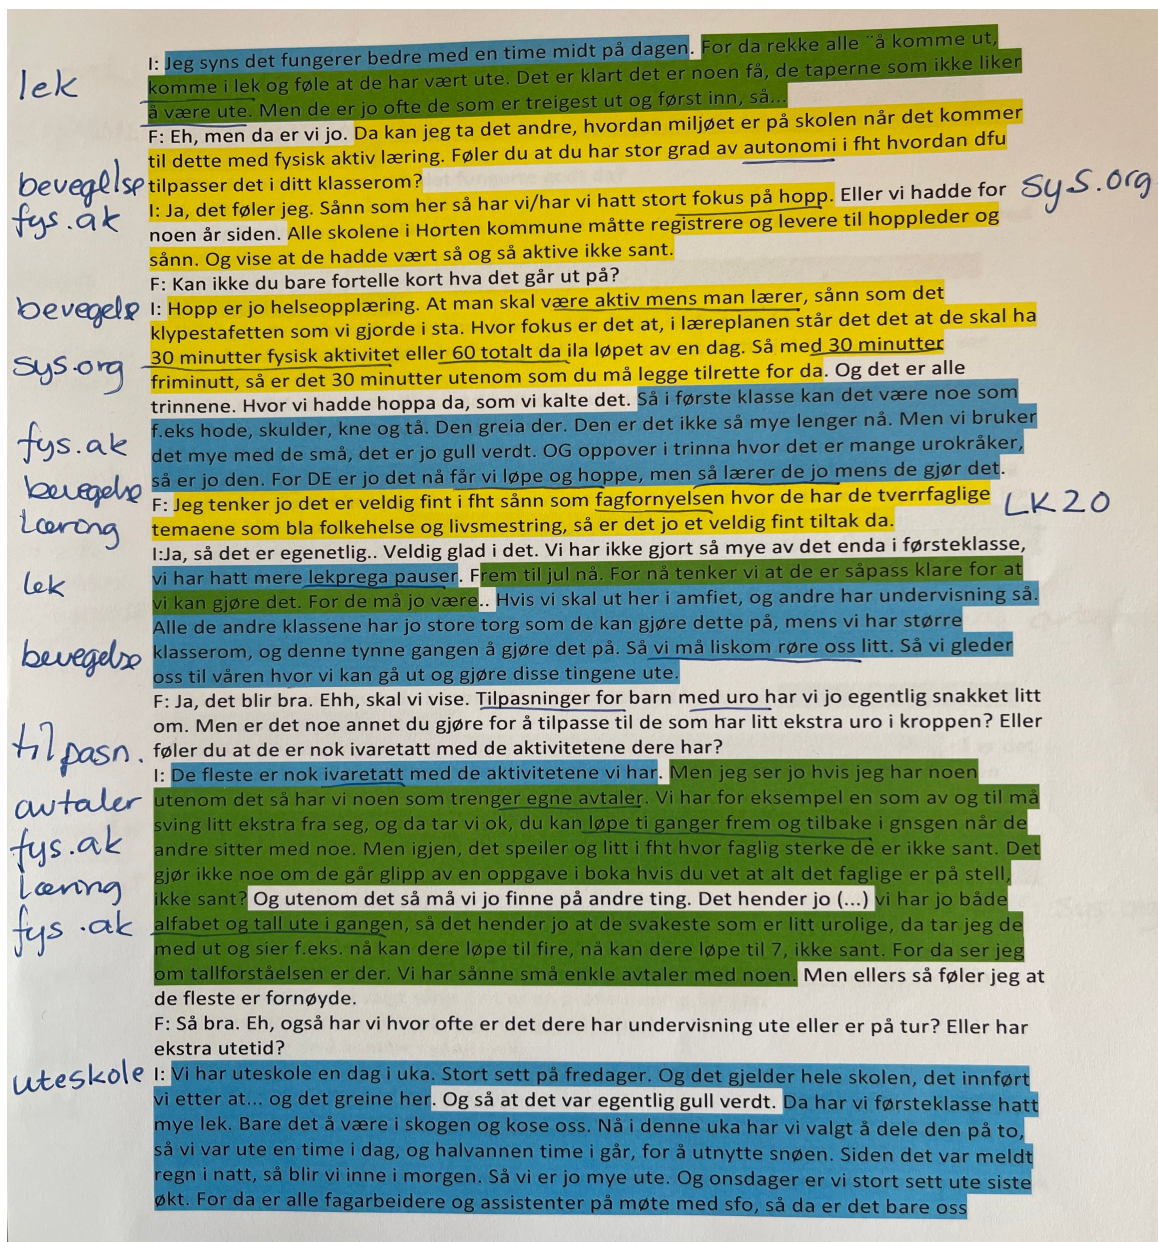 I: Jeg syns det fungerer bedre med en time midt på dagen. For da rekke alle ¨å komme ut,
lek komme i lek og føle at de har vært ute. Det er klart det er noen få, de taperne som ikke liker
å være ute. Men de er jo ofte de som er treigest ut og først inn, så...
F: Eh, men da er vi jo. Da kan jeg ta det andre, hvordan miljøet er på skolen når det kommer
til dette med fysisk aktiv læring. Føler du at du har stor grad av autonomi i fht hvordan dfu
bevegelse tilpasser det i ditt klasserom?
I: Ja, det føler jeg. Sånn som her så har vi/har vi hatt stort fokus på hopp. Eller vi hadde for sys.org
fys.ak noen år siden. Alle skolene i Horten kommune måtte registrere og levere til hoppleder og
sånn. Og vise at de hadde vært så og så aktive ikke sant.
F: Kan ikke du bare fortelle kort hva det går ut på?
bevegelse I: Hopp er jo helseopplæring. At man skal være aktiv mens man lærer, sånn som det
klypestafetten som vi gjorde i sta. Hvor fokus er det at, i læreplanen står det det at de skal ha
sys.org 30 minutter fysisk aktivitet eller 60 totalt da ila løpet av en dag. Så med 30 minutter
friminutt, så er det 30 minutter utenom som du må legge tilrette for da. Og det er alle
trinnene. Hvor vi hadde hoppa da, som vi kalte det. Så i første klasse kan det være noe som
fys.ak f.eks hode, skulder, kne og tå. Den greia der. Den er det ikke så mye lenger nå. Men vi bruker
det mye med de små, det er jo gull verdt. OG oppover i trinna hvor det er mange urokråker,
bevegelse så er jo den. For DE er jo det nå får vi løpe og hoppe, men så lærer de jo mens de gjør det.
F: Jeg tenker jo det er veldig fint i fht sånn som fagfornyelsen hvor de har de tverrfaglige LK20
læring temaene som bla folkehelse og livsmestring, så er det jo et veldig fint tiltak da.
I:Ja, så det er egenetlig.. Veldig glad i det. Vi har ikke gjort så mye av det enda i førsteklasse,
lek vi har hatt mere lekprega pauser. Frem til jul nå. For nå tenker vi at de er såpass klare for at
vi kan gjøre det. For de må jo være.. Hvis vi skal ut her i amfiet, og andre har undervisning så.
Alle de andre klassene har jo store torg som de kan gjøre dette på, mens vi har større
bevegelse klasserom, og denne tynne gangen å gjøre det på. Så vi må liskom røre oss litt. Så vi gleder
oss til våren hvor vi kan gå ut og gjøre disse tingene ute.
F: Ja, det blir bra. Ehh, skal vi vise. Tilpasninger for barn med uro har vi jo egentlig snakket litt
om. Men er det noe annet du gjøre for å tilpasse til de som har litt ekstra uro i kroppen? Eller
tilpasn. føler du at de er nok ivaretatt med de aktivitetene dere har?
I: De fleste er nok ivaretatt med de aktivitetene vi har. Men jeg ser jo hvis jeg har noen
avtaler utenom det så har vi noen som trenger egne avtaler. Vi har for eksempel en som av og til må
sving litt ekstra fra seg, og da tar vi ok, du kan løpe ti ganger frem og tilbake i gnsgen når de
fys.ak andre sitter med noe. Men igjen, det speiler og litt i fht hvor faglig sterke de er ikke sant. Det
læring gjør ikke noe om de går glipp av en oppgave i boka hvis du vet at alt det faglige er på stell,
ikke sant? Og utenom det så må vi jo finne på andre ting. Det hender jo (...) vi har jo både
fys.ak alfabet og tall ute i gangen, så det hender jo at de svakeste som er litt urolige, da tar jeg de
med ut og sier f.eks. nå kan dere løpe til fire, nå kan dere løpe til 7, ikke sant. For da ser jeg
om tallforståelsen er der. Vi har sånne små enkle avtaler med noen. Men ellers så føler jeg at
de fleste er fornøyde.
F: Så bra. Eh, også har vi hvor ofte er det dere har undervisning ute eller er på tur? Eller har
ekstra utetid?
uteskole I: Vi har uteskole en dag i uka. Stort sett på fredager. Og det gjelder hele skolen, det innført
vi etter at... og det greine her. Og så at det var egentlig gull verdt. Da har vi førsteklasse hatt
mye lek. Bare det å være i skogen og kose oss. Nå i denne uka har vi valgt å dele den på to,
så vi var ute en time i dag, og halvannen time i går, for å utnytte snøen. Siden det var meldt
regn i natt, så blir vi inne i morgen. Så vi er jo mye ute. Og onsdager er vi stort sett ute siste
økt. For da er alle fagarbeidere og assistenter på møte med sfo, så da er det bare oss